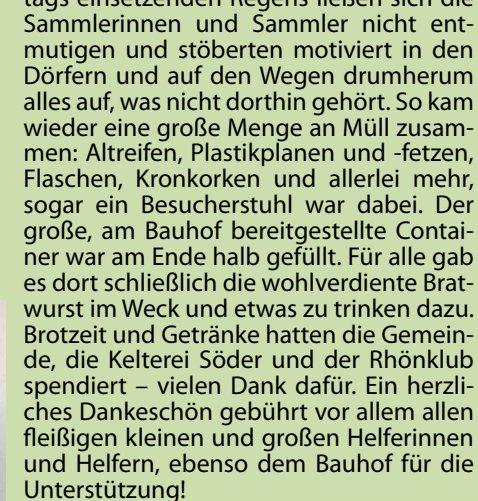 tags einsetzenden Regens ließen sich die
Sammlerinnen und Sammler nicht ent-
mutigen und stöberten motiviert in den
Dörfern und auf den Wegen drumherum
alles auf, was nicht dorthin gehört. So kam
wieder eine große Menge an Müll zusam-
men: Altreifen, Plastikplanen und -fetzen,
Flaschen, Kronkorken und allerlei mehr,
sogar ein Besucherstuhl war dabei. Der
große, am Bauhof bereitgestellte Contai-
ner war am Ende halb gefüllt. Für alle gab
es dort schließlich die wohlverdiente Brat-
wurst im Weck und etwas zu trinken dazu.
Brotzeit und Getränke hatten die Gemein-
de, die Kelterei Söder und der Rhönklub
spendiert – vielen Dank dafür. Ein herzli-
ches Dankeschön gebührt vor allem allen
fleißigen kleinen und großen Helferinnen
und Helfern, ebenso dem Bauhof für die
Unterstützung!